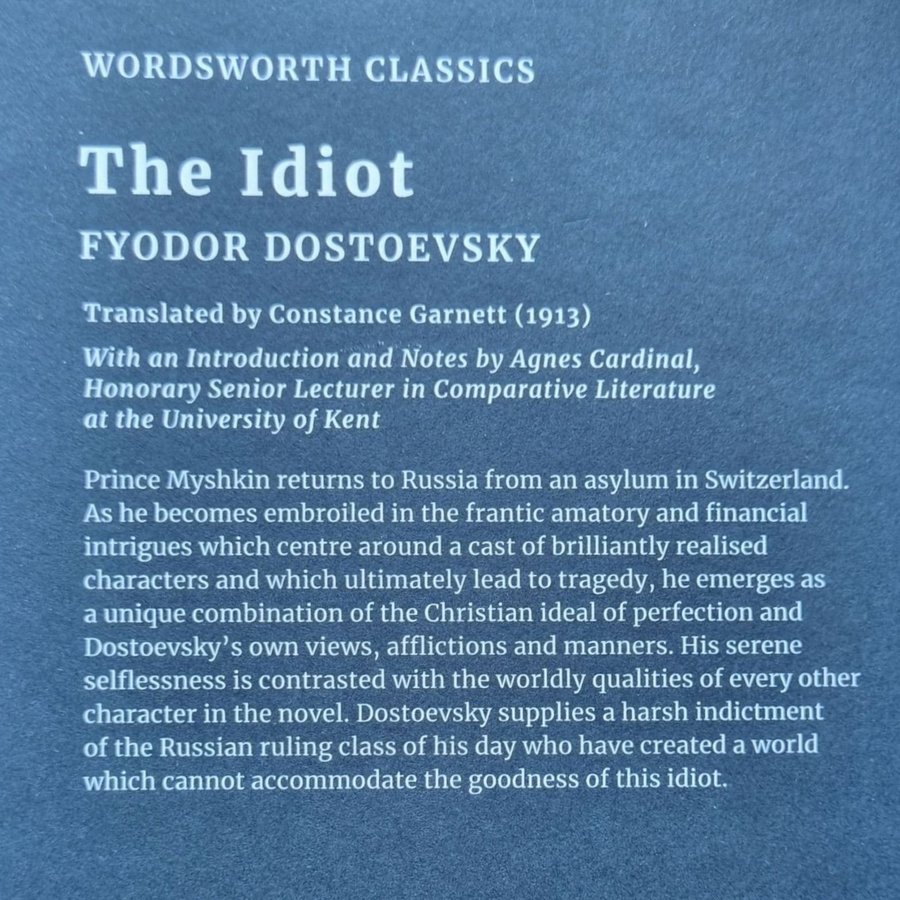 WORDSWORTH CLASSICS
The Idiot
FYODOR DOSTOEVSKY
Translated by Constance Garnett (1913)
With an Introduction and Notes by Agnes Cardinal,
Honorary Senior Lecturer in Comparative Literature
at the University of Kent
Prince Myshkin returns to Russia from an asylum in Switzerland.
As he becomes embroiled in the frantic amatory and financial
intrigues which centre around a cast of brilliantly realised
characters and which ultimately lead to tragedy, he emerges as
a unique combination of the Christian ideal of perfection and
Dostoevsky’s own views, afflictions and manners. His serene
selflessness is contrasted with the worldly qualities of every other
character in the novel. Dostoevsky supplies a harsh indictment
of the Russian ruling class of his day who have created a world
which cannot accommodate the goodness of this idiot.